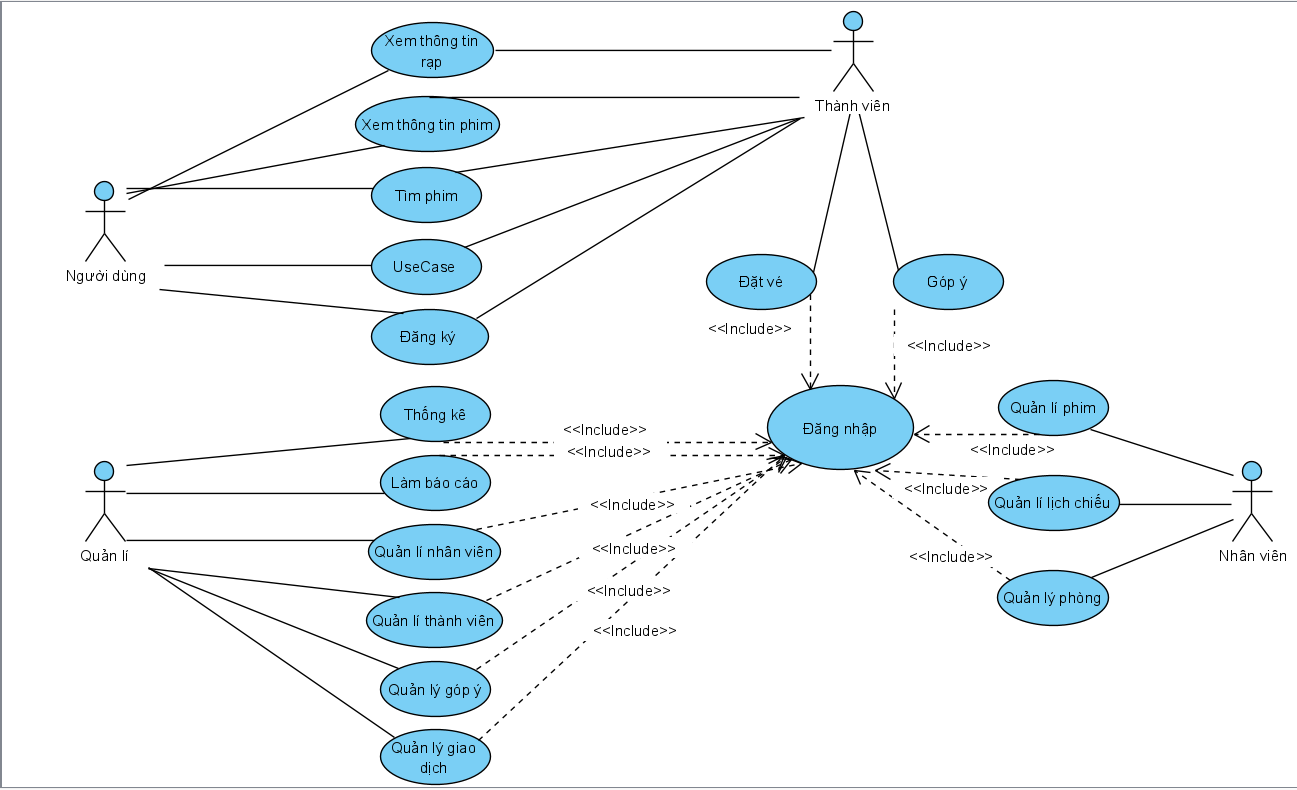 Xem thông tin
rạp
Thành viên
Xem thông tin phim
Tìm phim
Người dùng
UseCase
Đặt vé
Góp ý
<<Include>>
<<Include>>
Đăng ký
Thống kê
<<Include>>
<<Include>>
Đăng nhập
Quản lí phim
<<Include>>
Làm báo cáo
<<Include>>
<<Include>>
Quản lí lịch chiếu
Quản lí
Nhân viên
Quản lí nhân viên
<<Include>>
<<Include>>
Quản lý phòng
<<Include>>
Quản lí thành viên
<<Include>>
Quản lý góp ý
Quản lý giao
dịch